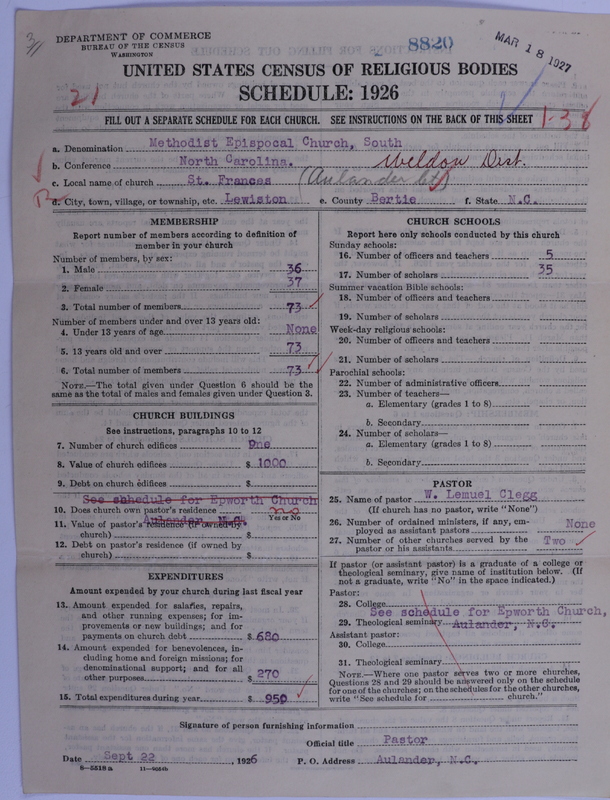 DEPARTMENT OF COMMERCE
BUREAU OF THE CENSUS
WASHINGTON
8820
MAR 18 1927
UNITED STATES CENSUS OF RELIGIOUS BODIES
21
SCHEDULE: 1926
FILL OUT A SEPARATE SCHEDULE FOR EACH CHURCH. SEE INSTRUCTIONS ON THE BACK OF THIS SHEET
1-38
a. Denomination Methodist Epispocal Church, South
b. Conference North Carolina. Weldon Dist.
c. Local name of church St. Frances (Aulander Ct)
d. City, town, village, or township, etc. Lewiston e. County Bertie f. State N.C.
MEMBERSHIP
Report number of members according to definition of
member in your church
Number of members, by sex:
1. Male 36
2. Female 37
3. Total number of members 73
Number of members under and over 13 years old:
4. Under 13 years of age None
5. 13 years old and over 73
6. Total number of members 73
NOTE.—The total given under Question 6 should be the
same as the total of males and females given under Question 3.
CHURCH BUILDINGS
See instructions, paragraphs 10 to 12
7. Number of church edifices One
8. Value of church edifices $ 1000
9. Debt on church edifices $
See schedule for Epworth Church
10. Does church own pastor's residence no
Yes or No
Aulander, N.C.
11. Value of pastor's residence (if owned by
church) $
12. Debt on pastor's residence (if owned by
church) $
EXPENDITURES
Amount expended by your church during last fiscal year
13. Amount expended for salaries, repairs,
and other running expenses; for im-
provements or new buildings; and for
payments on church debt $ 680
14. Amount expended for benevolences, in-
cluding home and foreign missions; for
denominational support; and for all
other purposes $ 270
15. Total expenditures during year $ 950
CHURCH SCHOOLS
Report here only schools conducted by this church
Sunday schools:
16. Number of officers and teachers 5
17. Number of scholars 35
Summer vacation Bible schools:
18. Number of officers and teachers
19. Number of scholars
Week-day religious schools:
20. Number of officers and teachers
21. Number of scholars
Parochial schools:
22. Number of administrative officers
23. Number of teachers—
a. Elementary (grades 1 to 8)
b. Secondary
24. Number of scholars—
a. Elementary (grades 1 to 8)
b. Secondary
PASTOR
25. Name of pastor W. Lemuel Clegg
(If church has no pastor, write "None")
26. Number of ordained ministers, if any, em-
ployed as assistant pastors None
27. Number of other churches served by the
pastor or his assistants Two
If pastor (or assistant pastor) is a graduate of a college or
theological seminary, give name of institution below. (If
not a graduate, write "No" in the space indicated.)
Pastor:
28. College
See schedule for Epworth Church,
29. Theological seminary Aulander, N.C.
Assistant pastor:
30. College
31. Theological seminary
NOTE.—Where one pastor serves two or more churches,
Questions 28 and 29 should be answered only on the schedule
for one of the churches; on the schedules for the other churches,
write "See schedule for church."
Signature of person furnishing information
Official title Pastor
Date Sept 22, 1926 P. O. Address Aulander, N.C.